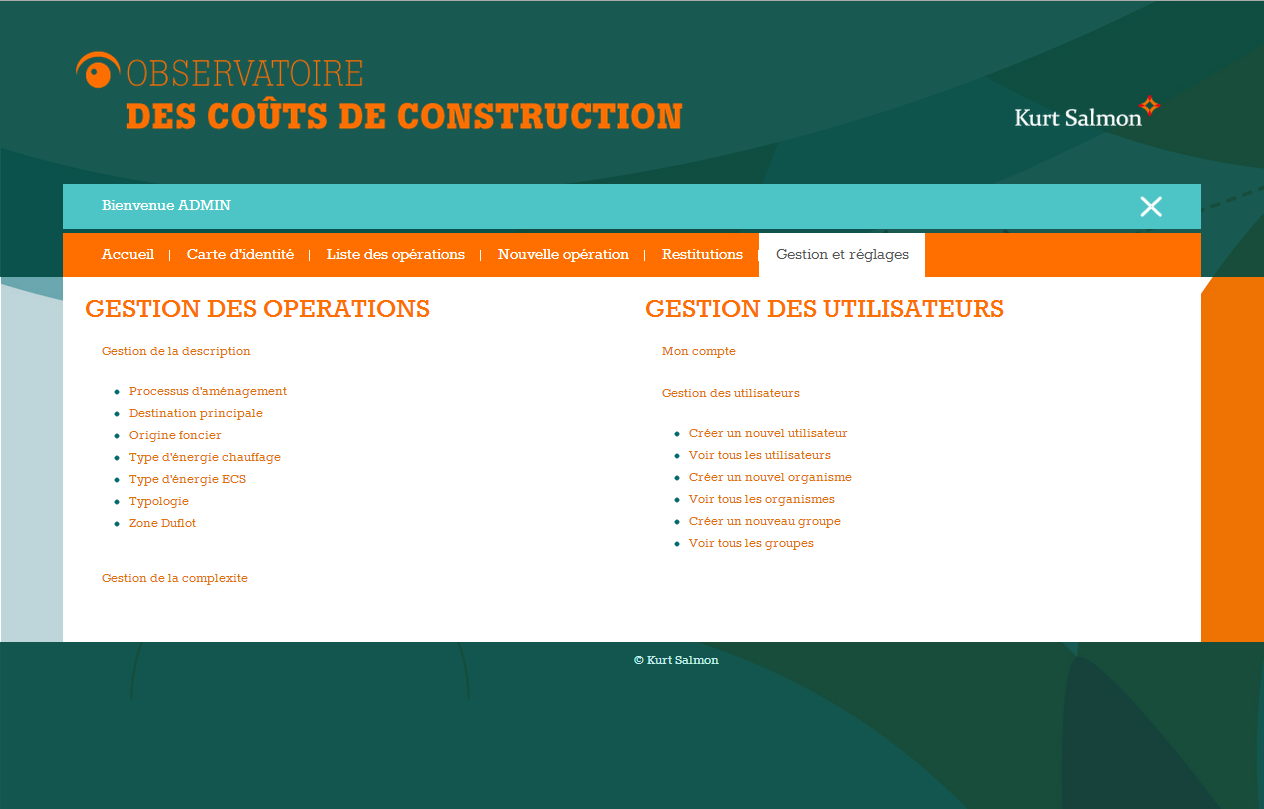 OBSERVATOIRE
DES COÛTS DE CONSTRUCTION
Kurt Salmon
Bienvenue ADMIN
Accueil | Carte d'identité | Liste des opérations | Nouvelle opération | Restitutions | Gestion et réglages
GESTION DES OPERATIONS
Gestion de la description
Processus d'aménagement
Destination principale
Origine foncier
Type d'énergie chauffage
Type d'énergie ECS
Typologie
Zone Duflot
Gestion de la complexite
GESTION DES UTILISATEURS
Mon compte
Gestion des utilisateurs
Créer un nouvel utilisateur
Voir tous les utilisateurs
Créer un nouvel organisme
Voir tous les organismes
Créer un nouveau groupe
Voir tous les groupes
© Kurt Salmon